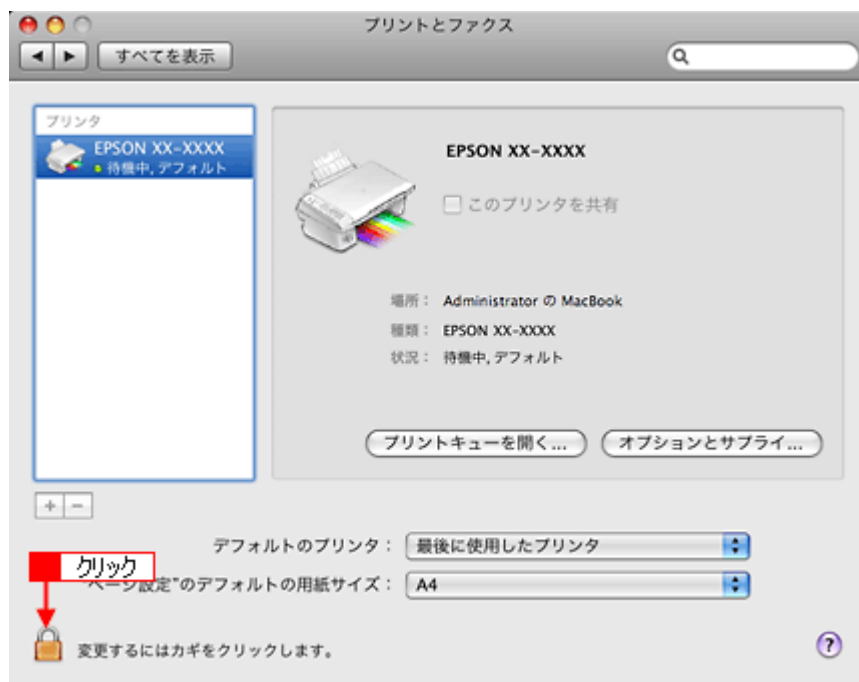 プリントとファクス
すべてを表示
プリンタ
EPSON XX-XXXX
待機中, デフォルト
EPSON XX-XXXX
このプリンタを共有
場所： Administrator の MacBook
種類： EPSON XX-XXXX
状況： 待機中, デフォルト
プリントキューを開く...
オプションとサプライ...
+ −
デフォルトのプリンタ： 最後に使用したプリンタ
クリック
"ページ設定"のデフォルトの用紙サイズ： A4
変更するにはカギをクリックします。
?